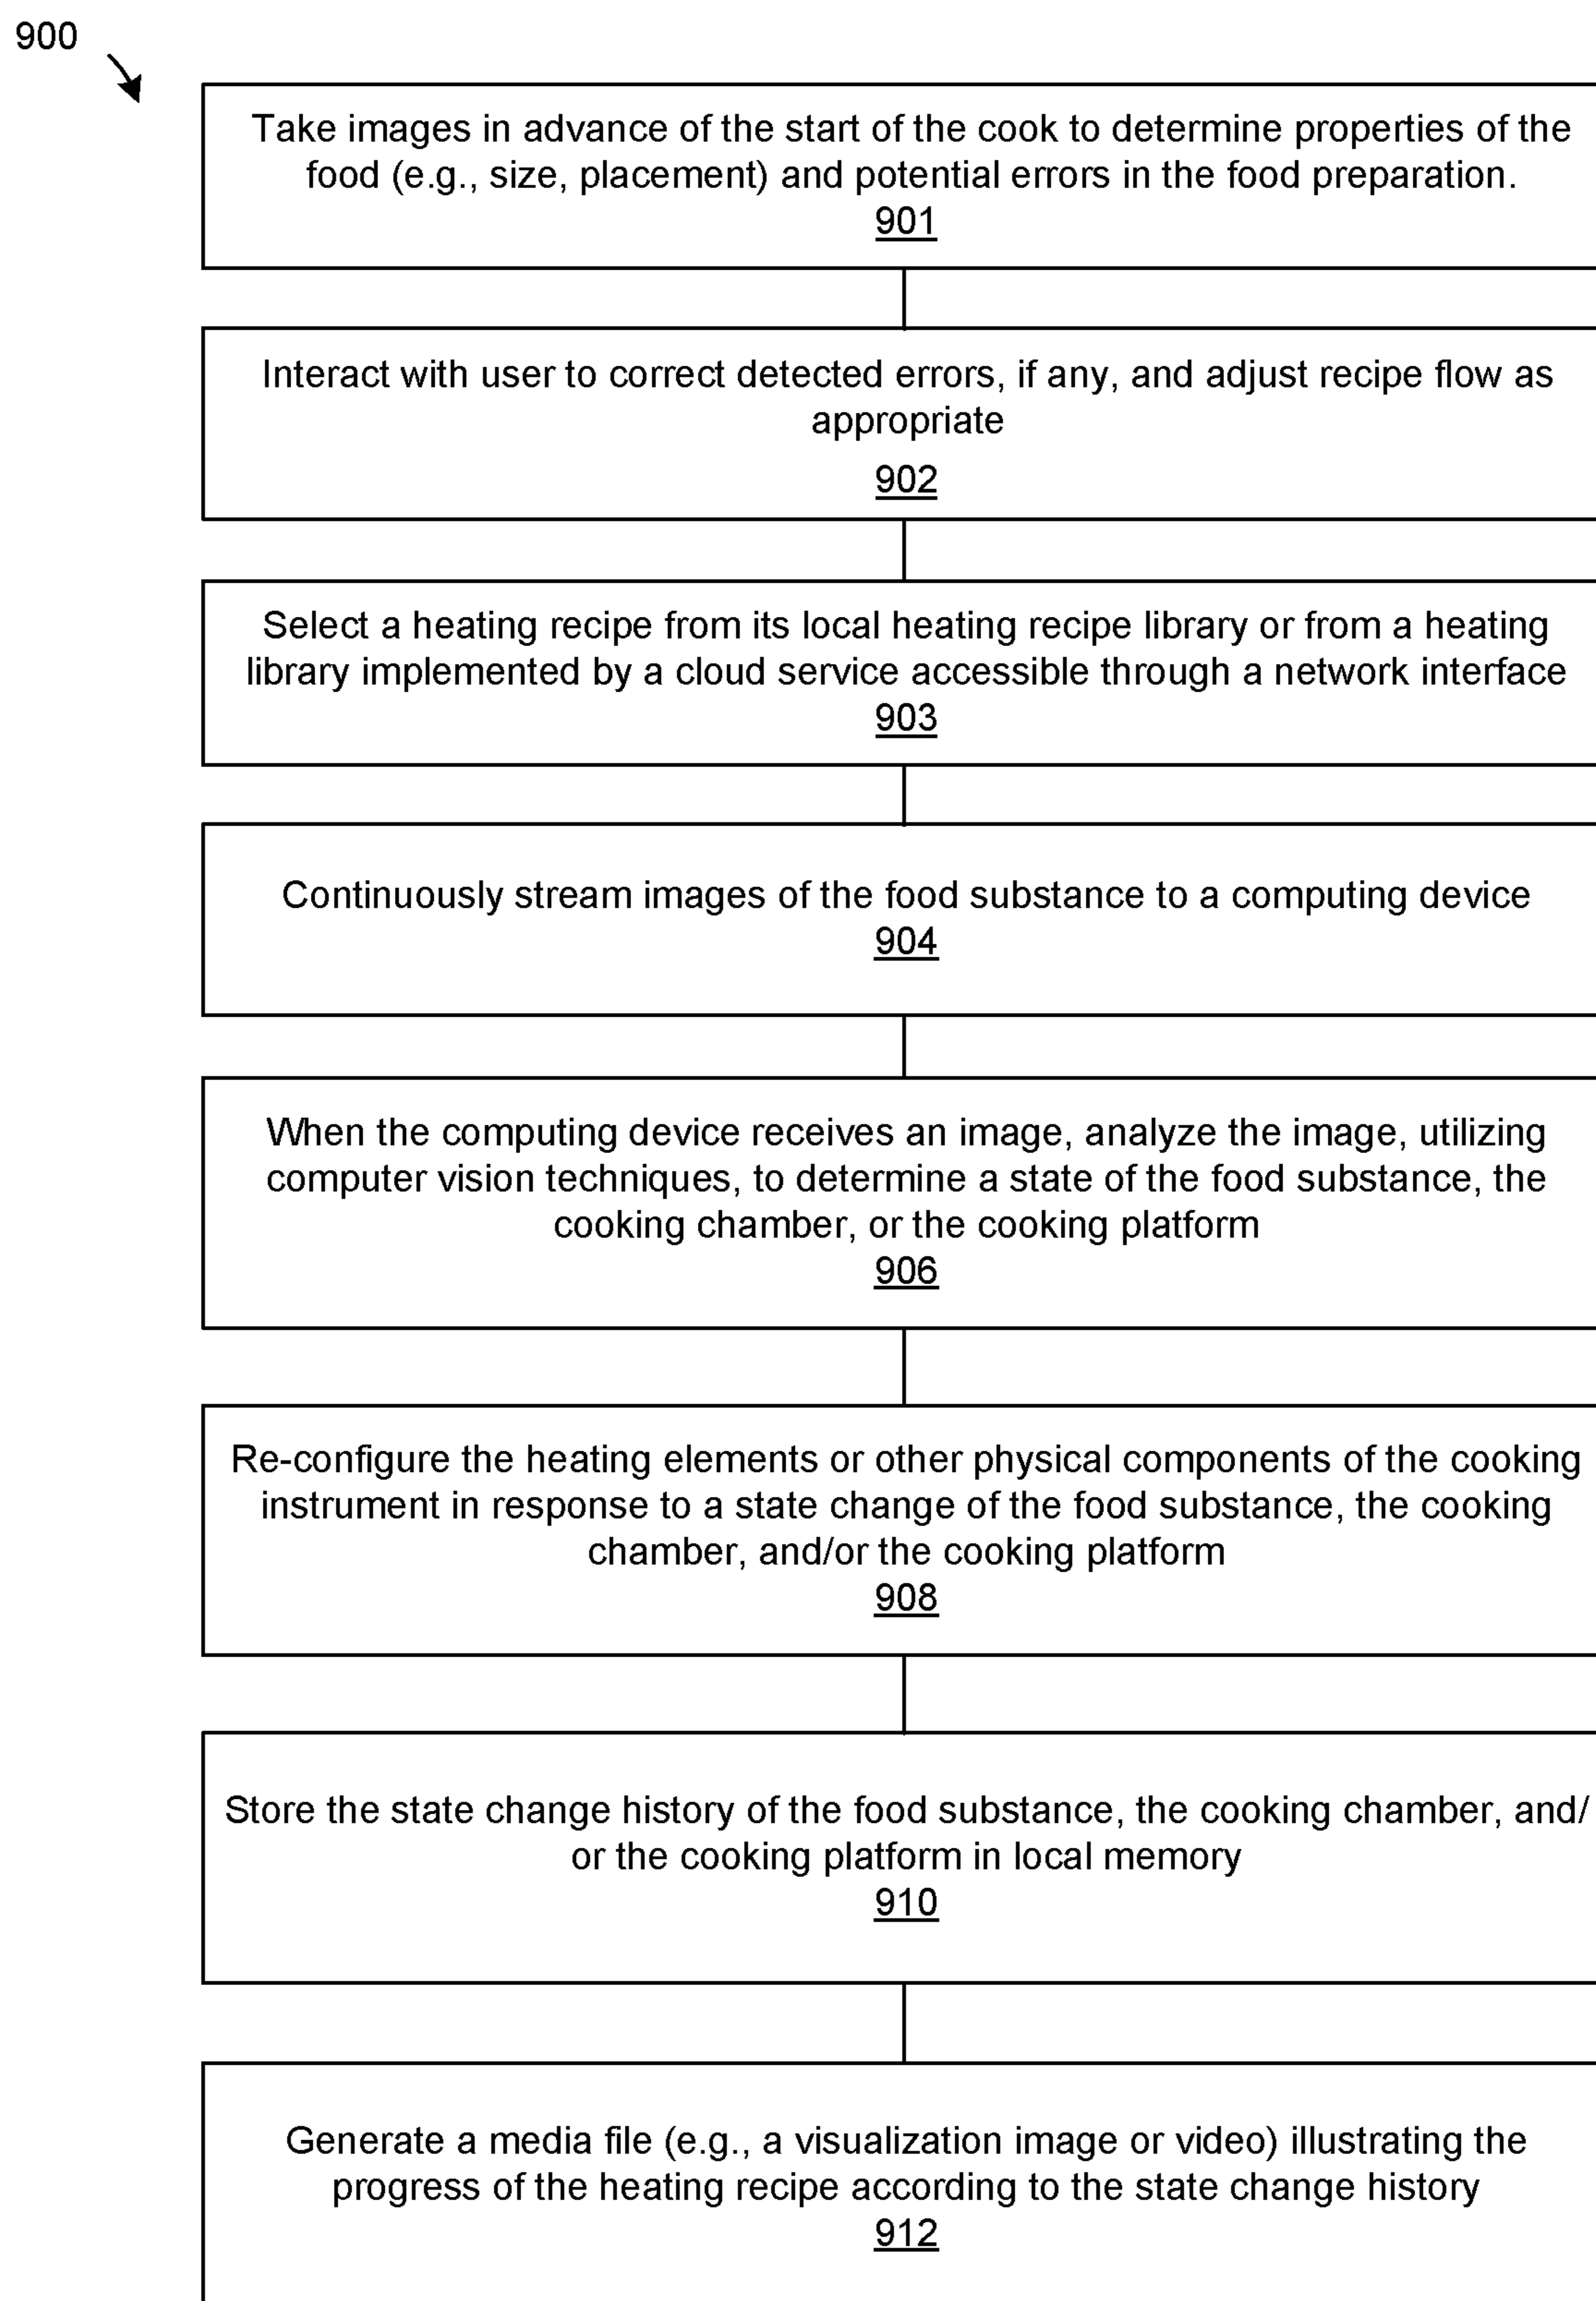 900
Take images in advance of the start of the cook to determine properties of the
food (e.g., size, placement) and potential errors in the food preparation.
901
Interact with user to correct detected errors, if any, and adjust recipe flow as
appropriate
902
Select a heating recipe from its local heating recipe library or from a heating
library implemented by a cloud service accessible through a network interface
903
Continuously stream images of the food substance to a computing device
904
When the computing device receives an image, analyze the image, utilizing
computer vision techniques, to determine a state of the food substance, the
cooking chamber, or the cooking platform
906
Re-configure the heating elements or other physical components of the cooking
instrument in response to a state change of the food substance, the cooking
chamber, and/or the cooking platform
908
Store the state change history of the food substance, the cooking chamber, and/
or the cooking platform in local memory
910
Generate a media file (e.g., a visualization image or video) illustrating the
progress of the heating recipe according to the state change history
912